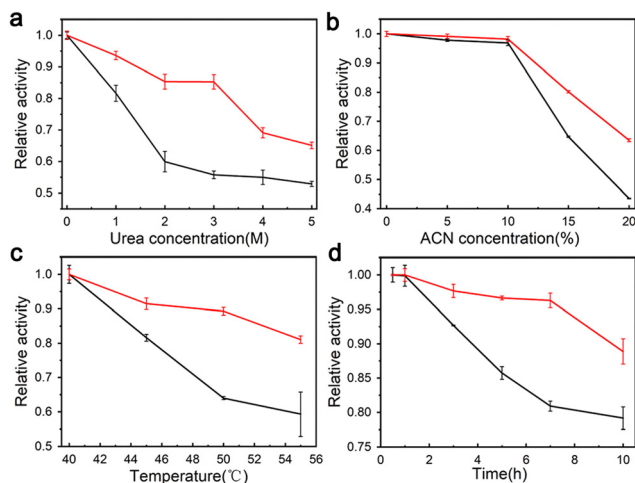 a
1.0
0.9
0.8
0.7
0.6
0.5
Relative activity
0 1 2 3 4 5
Urea concentration(M)
b
1.0
0.9
0.8
0.7
0.6
0.5
0.4
Relative activity
0 5 10 15 20
ACN concentration(%)
c
1.0
0.9
0.8
0.7
0.6
0.5
Relative activity
40 42 44 46 48 50 52 54 56
Temperature(℃)
d
1.00
0.95
0.90
0.85
0.80
0.75
Relative activity
0 2 4 6 8 10
Time(h)